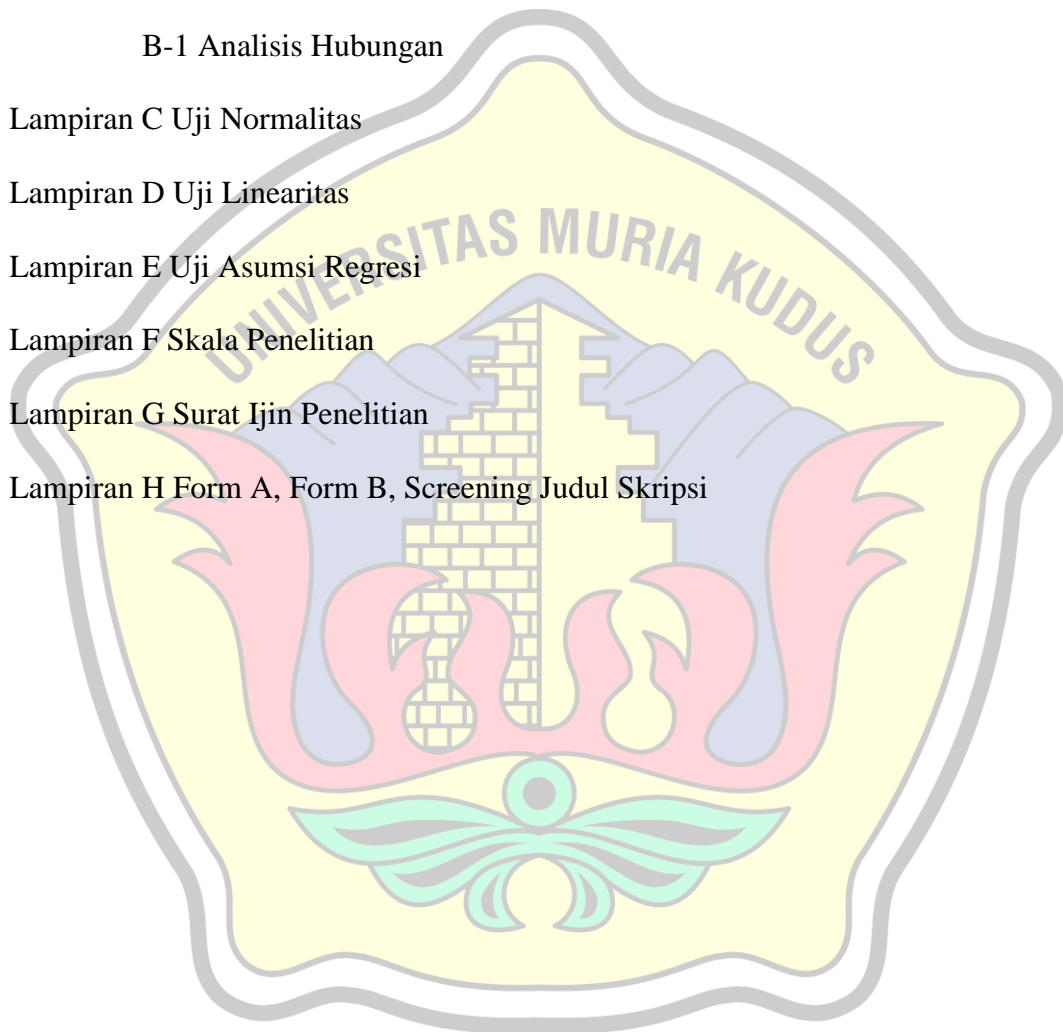 B-1 Analisis Hubungan
Lampiran C Uji Normalitas
Lampiran D Uji Linearitas
UNIVERSITAS MURIA KUDUS
Lampiran E Uji Asumsi Regresi
Lampiran F Skala Penelitian
Lampiran G Surat Ijin Penelitian
Lampiran H Form A, Form B, Screening Judul Skripsi